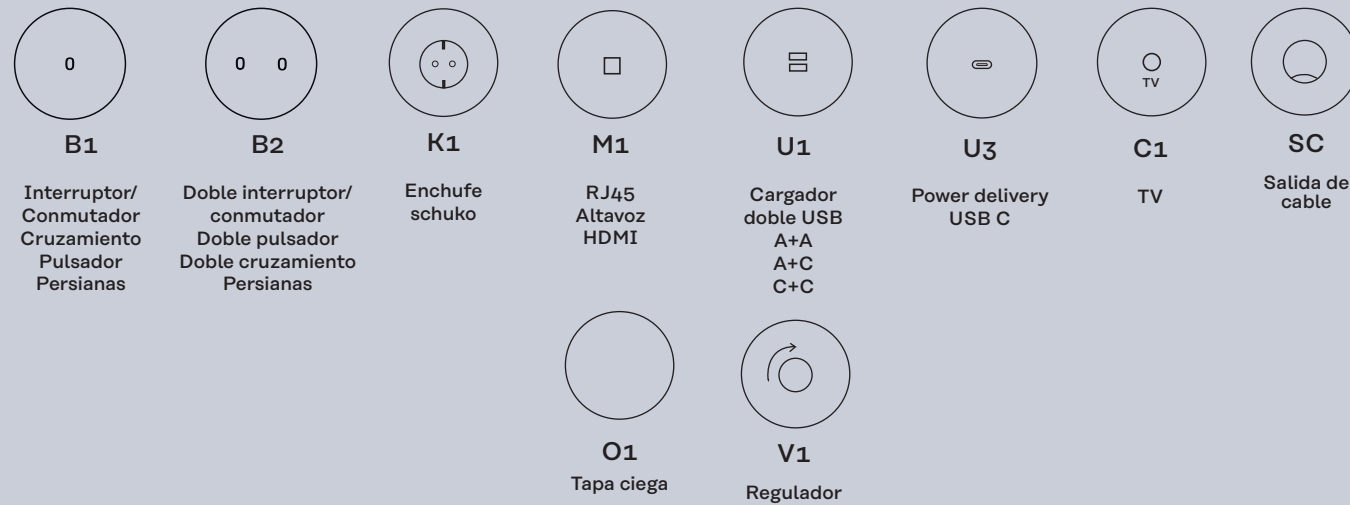 0
B1
Interruptor/
Conmutador
Cruzamiento
Pulsador
Persianas
0 0
B2
Doble interruptor/
conmutador
Doble pulsador
Doble cruzamiento
Persianas
K1
Enchufe
schuko
M1
RJ45
Altavoz
HDMI
U1
Cargador
doble USB
A+A
A+C
C+C
U3
Power delivery
USB C
TV
C1
TV
SC
Salida de
cable
O1
Tapa ciega
V1
Regulador